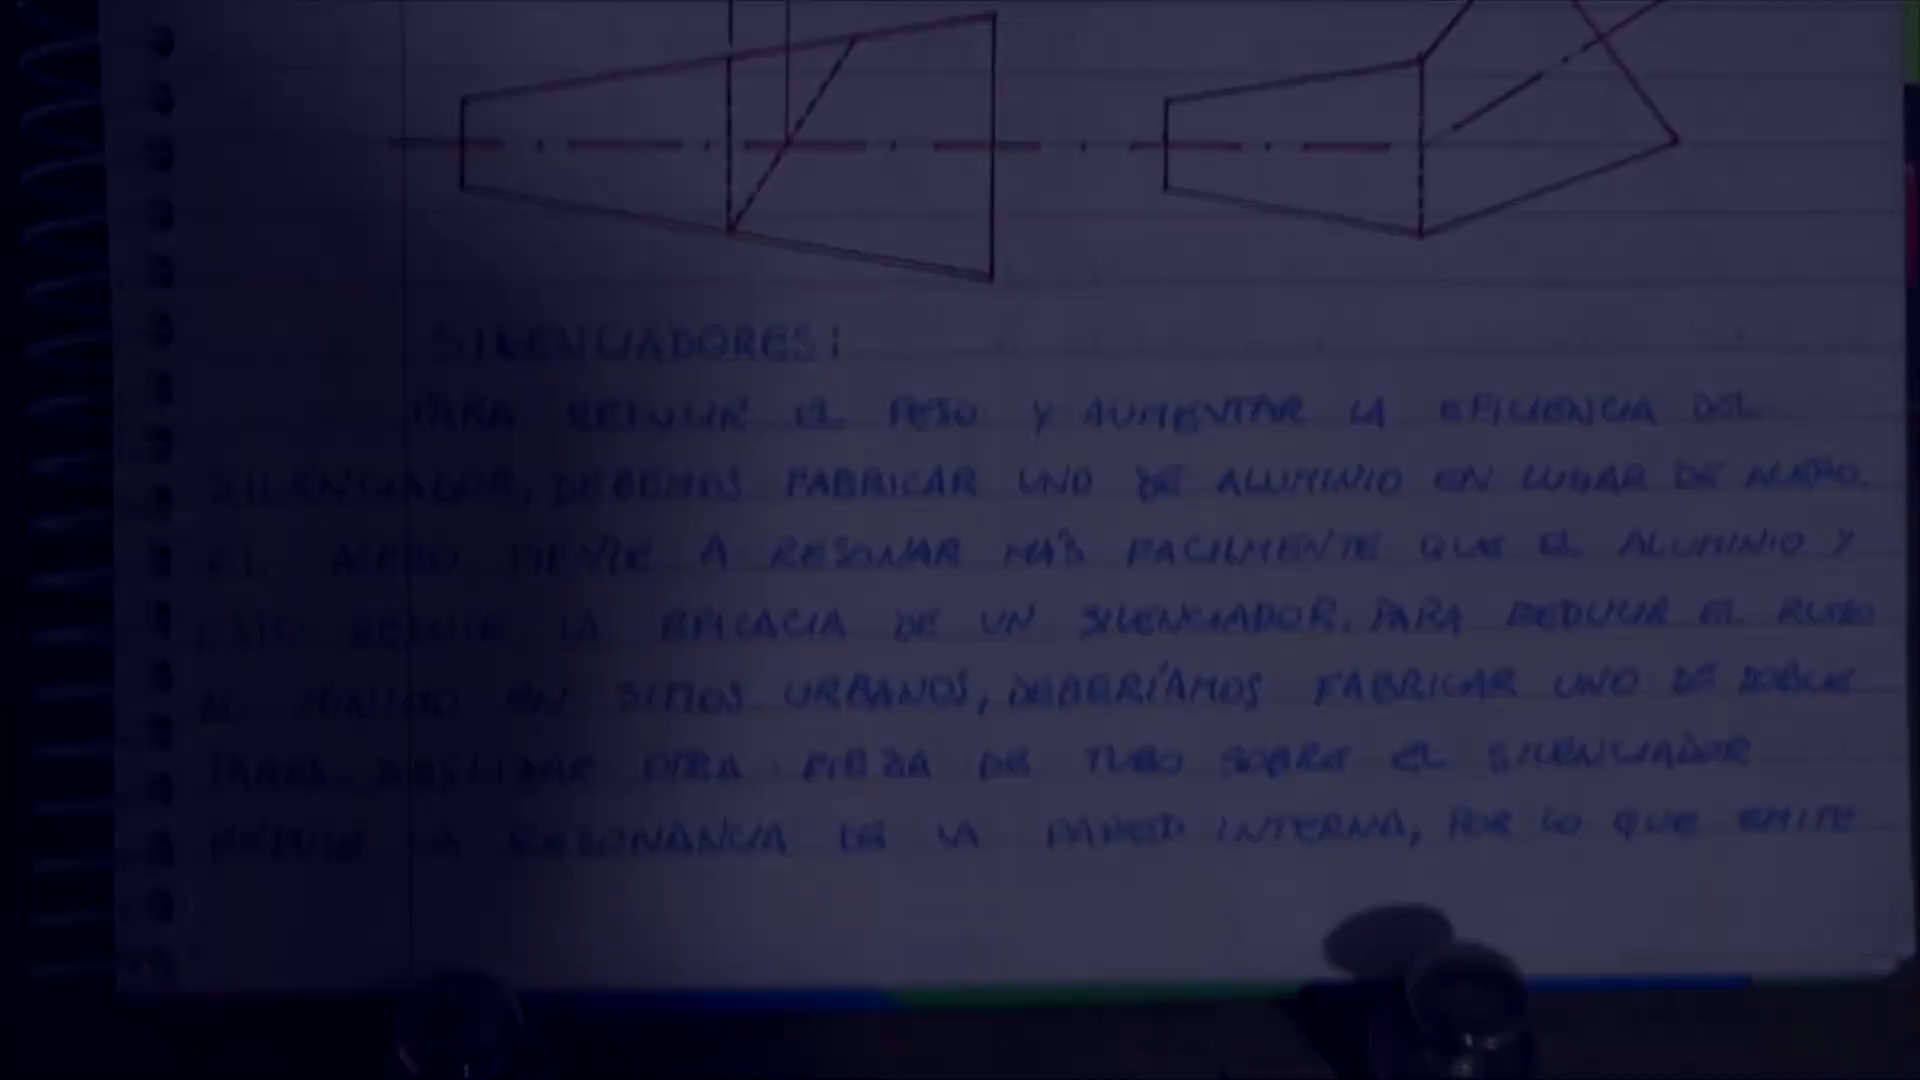 SILENCIADORES:
PARA REDUCIR EL PESO Y AUMENTAR LA EFICIENCIA DEL
SILENCIADOR, DEBEMOS FABRICAR UNO DE ALUMINIO EN LUGAR DE ACERO.
EL ACERO TIENDE A RESONAR MÁS FACILMENTE QUE EL ALUMINIO Y
ESTO REDUCE LA EFICACIA DE UN SILENCIADOR. PARA REDUCIR EL RUIDO
AL MINIMO EN SITIOS URBANOS, DEBERÍAMOS FABRICAR UNO DE DOBLE
PARED. DESLIZAR OTRA PIEZA DE TUBO SOBRE EL SILENCIADOR
REDUCE LA RESONANCIA DE LA PARED INTERNA, POR LO QUE EMITE